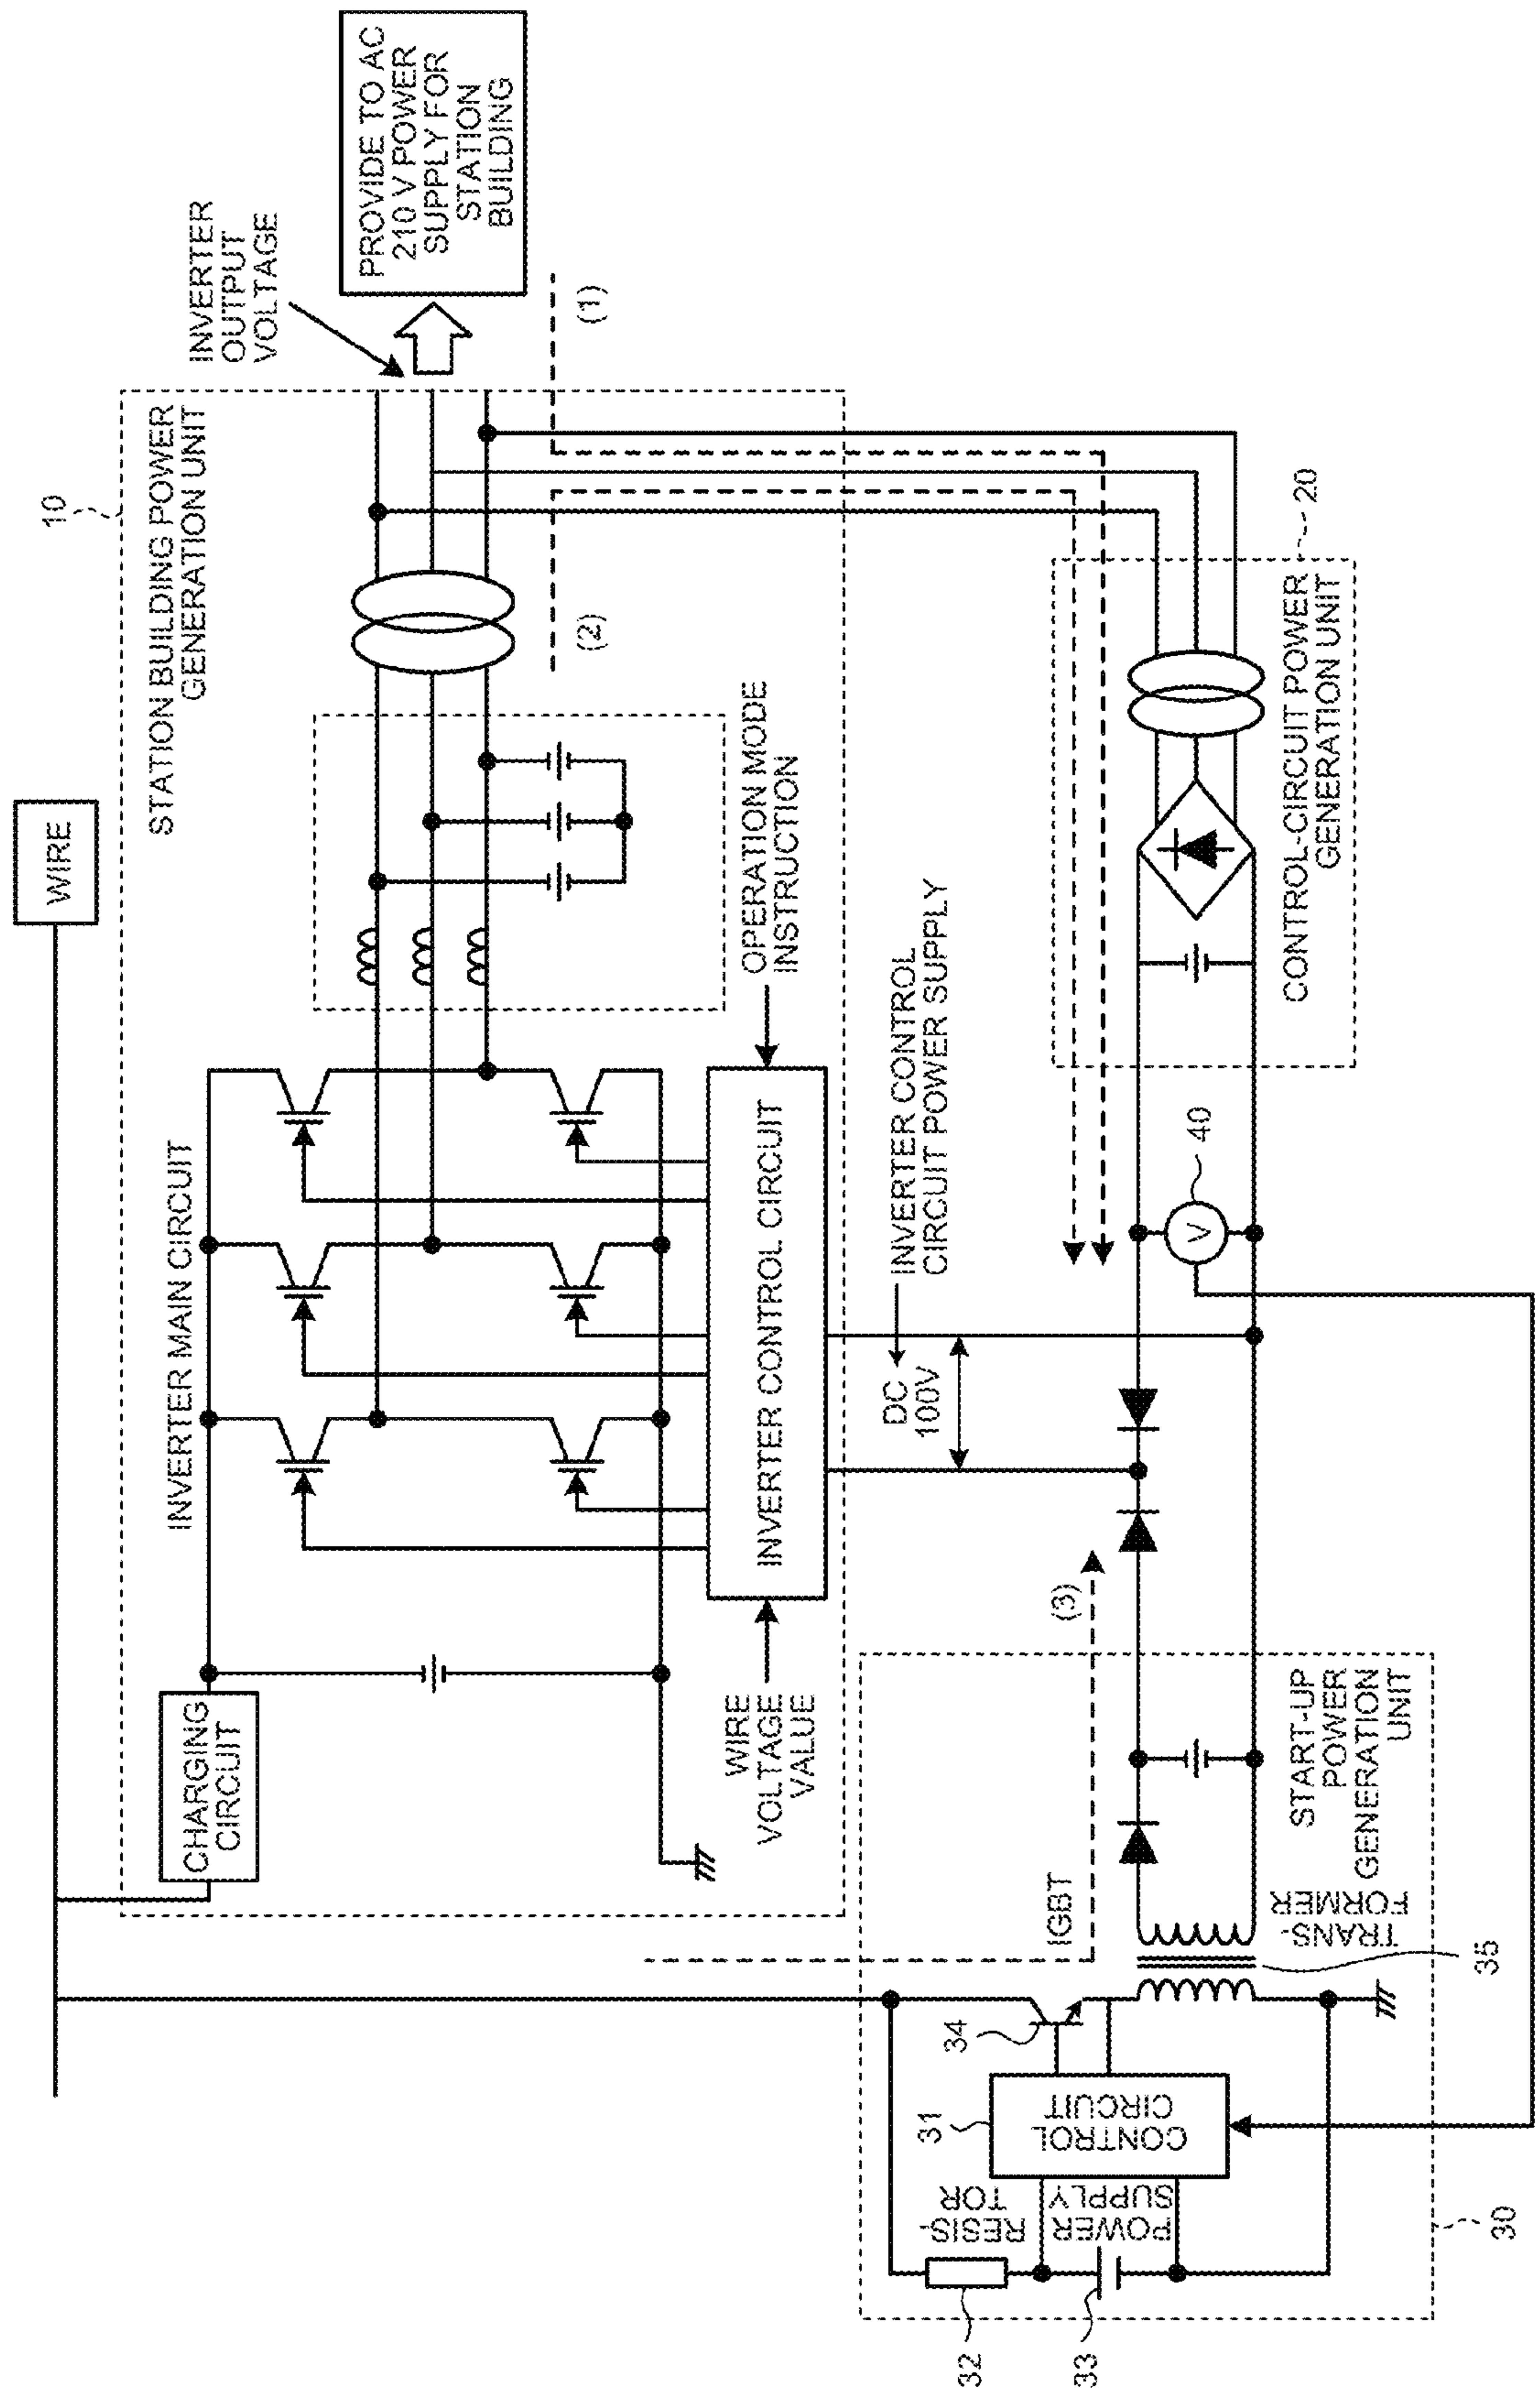 WIRE
10
STATION BUILDING POWER
GENERATION UNIT
INVERTER
OUTPUT
VOLTAGE
PROVIDE TO AC
210 V POWER
SUPPLY FOR
STATION
BUILDING
(1)
(2)
INVERTER MAIN CIRCUIT
CHARGING
CIRCUIT
OPERATION MODE
INSTRUCTION
INVERTER CONTROL CIRCUIT
WIRE
VOLTAGE
VALUE
INVERTER CONTROL
CIRCUIT POWER SUPPLY
DC
100V
(3)
20
CONTROL-CIRCUIT POWER
GENERATION UNIT
40
V
IGBT
34
31
CONTROL
CIRCUIT
RESIS-
TOR
POWER
SUPPLY
32
33
TRANS-
FORMER
35
START-UP
POWER
GENERATION
UNIT
30